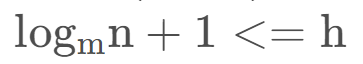 logₘn + 1 <= h